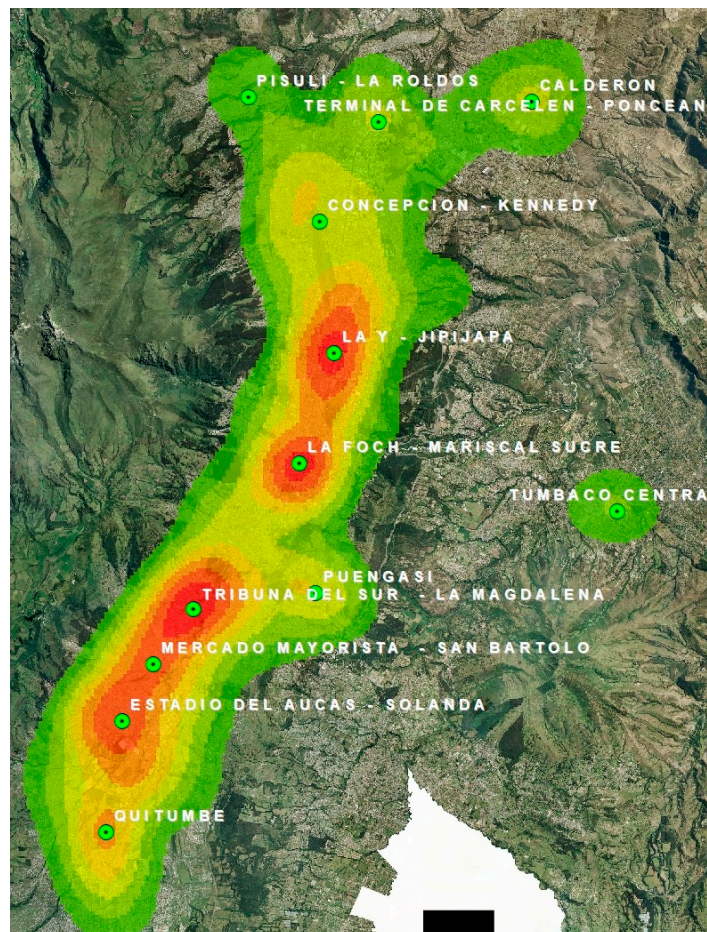 PISULI - LA ROLDOS
CALDERON
TERMINAL DE CARCELEN - PONCEAN
CONCEPCION - KENNEDY
LA Y - JIPIJAPA
LA FOCH - MARISCAL SUCRE
TUMBACO CENTRA
PUENGASI
TRIBUNA DEL SUR - LA MAGDALENA
MERCADO MAYORISTA - SAN BARTOLO
ESTADIO DEL AUCAS - SOLANDA
QUITUMBE